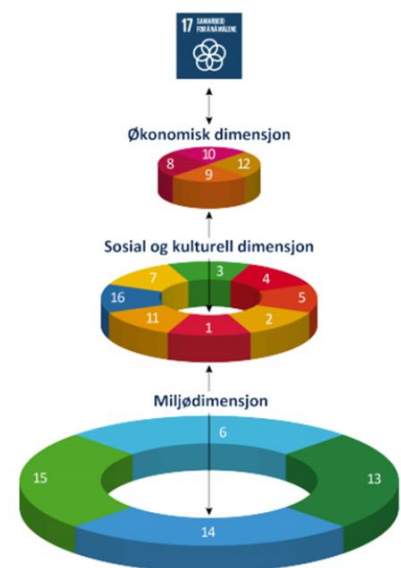 17 SAMARBEID
FOR Å NÅ MÅLENE
Økonomisk dimensjon
10
8 12
9
Sosial og kulturell dimensjon
3
7 4
16 5
11 2
1
Miljødimensjon
6
15 13
14